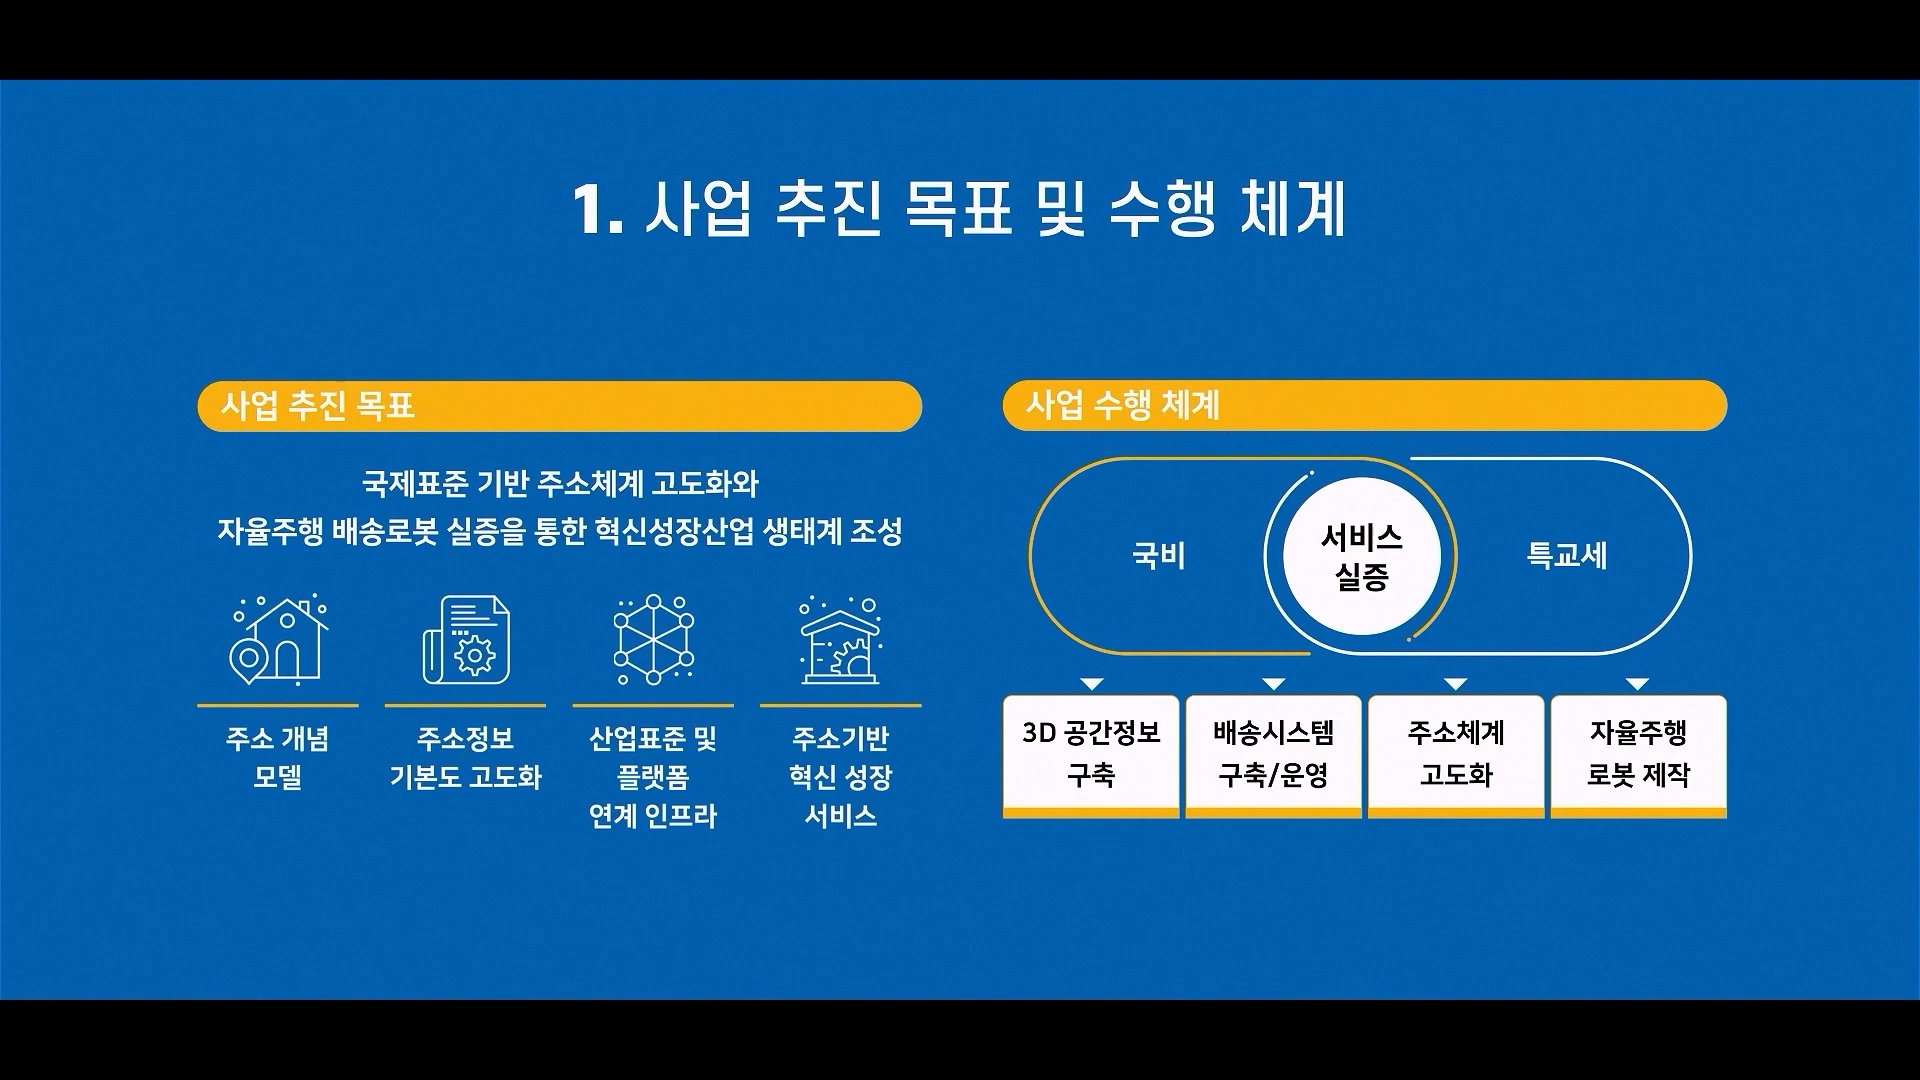 1. 사업 추진 목표 및 수행 체계
사업 추진 목표
국제표준 기반 주소체계 고도화와
자율주행 배송로봇 실증을 통한 혁신성장산업 생태계 조성
주소 개념
모델
주소정보
기본도 고도화
산업표준 및
플랫폼
연계 인프라
주소기반
혁신 성장
서비스
사업 수행 체계
국비
서비스
실증
특교세
3D 공간정보
구축
배송시스템
구축/운영
주소체계
고도화
자율주행
로봇 제작